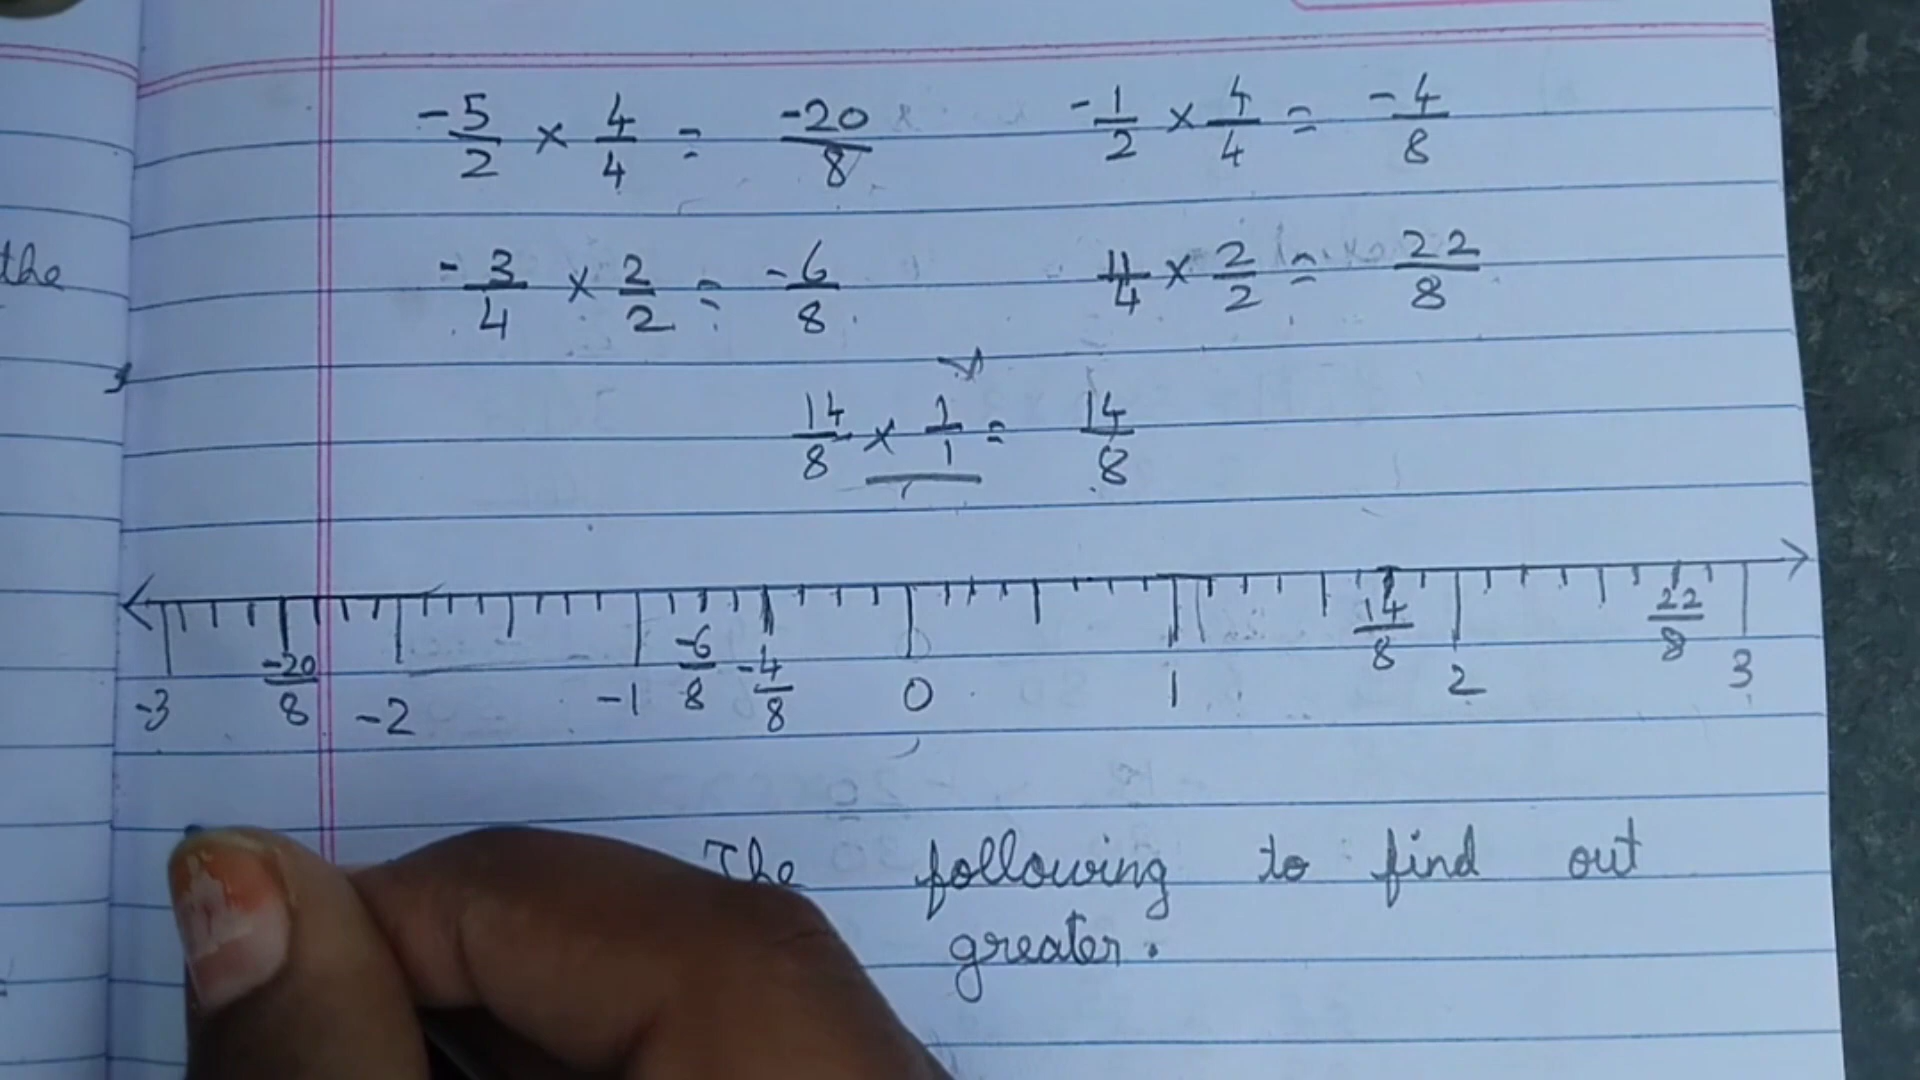 the
-5/2 × 4/4 = -20/8    -1/2 × 4/4 = -4/8
-3/4 × 2/2 = -6/8    11/4 × 2/2 = 22/8
14/8 × 1/1 = 14/8
-3 -20/8 -2 -1 -6/8 -4/8 0 1 14/8 2 22/8 3
The following to find out
greater.